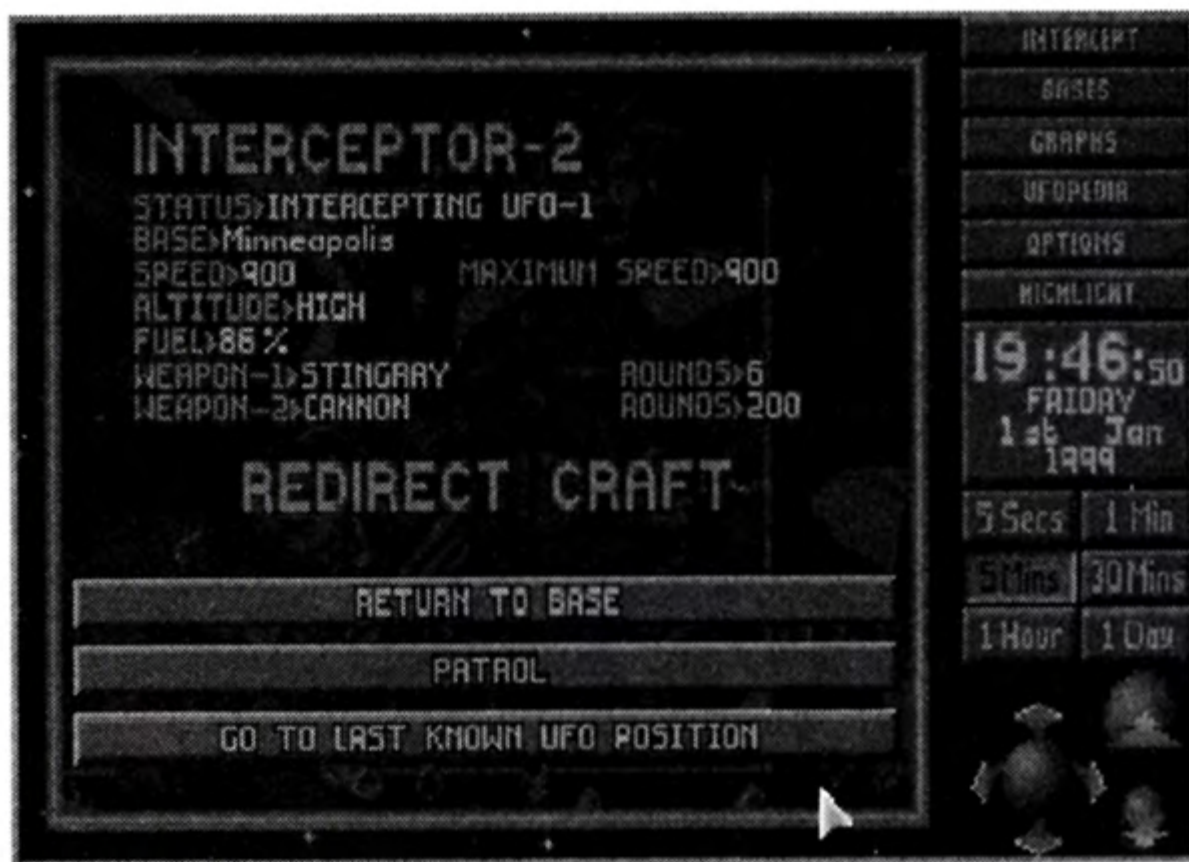 INTERCEPTOR-2
STATUS>INTERCEPTING UFO-1
BASE>Minneapolis
SPEED>900 MAXIMUM SPEED>900
ALTITUDE>HIGH
FUEL>86%
WEAPON-1>STINGRAY ROUNDS>6
WEAPON-2>CANNON ROUNDS>200
REDIRECT CRAFT
RETURN TO BASE
PATROL
GO TO LAST KNOWN UFO POSITION
INTERCEPT
BASES
GRAPHS
UFOPEDIA
OPTIONS
HIGHLIGHT
19:46:50
FRIDAY
1st Jan
1999
5 Secs 1 Min
5 Mins 30 Mins
1 Hour 1 Day